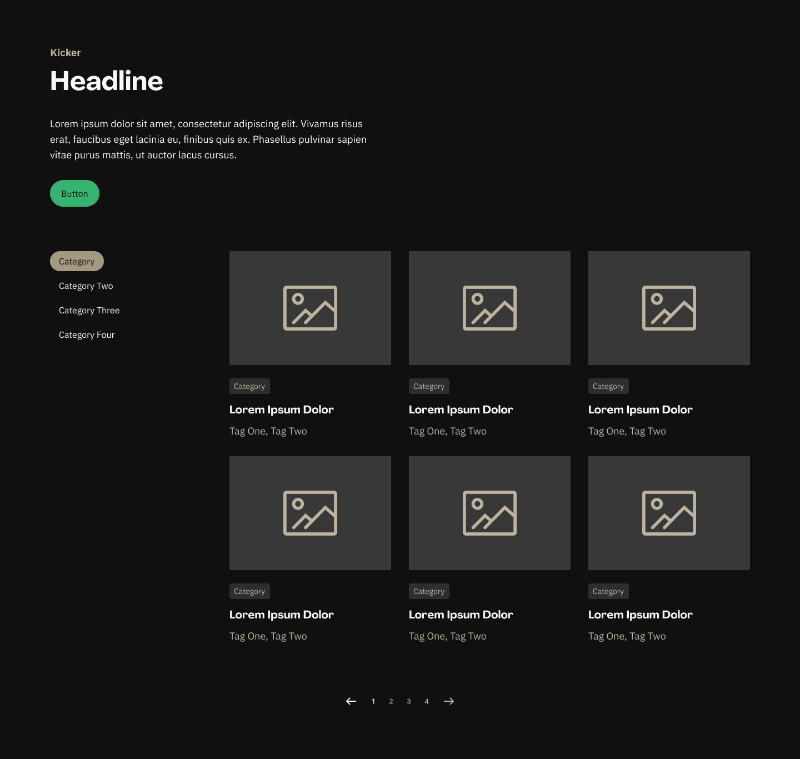 Kicker
Headline
Lorem ipsum dolor sit amet, consectetur adipiscing elit. Vivamus risus
erat, faucibus eget lacinia eu, finibus quis ex. Phasellus pulvinar sapien
vitae purus mattis, ut auctor lacus cursus.
Button
Category
Category Two
Category Three
Category Four
Category
Lorem Ipsum Dolor
Tag One, Tag Two
Category
Lorem Ipsum Dolor
Tag One, Tag Two
Category
Lorem Ipsum Dolor
Tag One, Tag Two
Category
Lorem Ipsum Dolor
Tag One, Tag Two
Category
Lorem Ipsum Dolor
Tag One, Tag Two
Category
Lorem Ipsum Dolor
Tag One, Tag Two
1 2 3 4